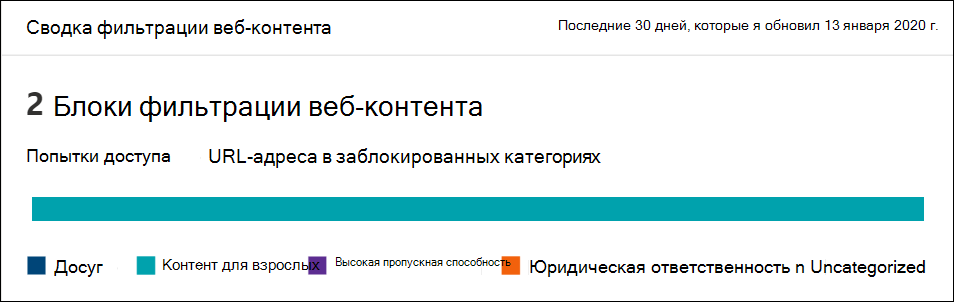 Сводка фильтрации веб-контента
Последние 30 дней, которые я обновил 13 января 2020 г.
2 Блоки фильтрации веб-контента
Попытки доступа URL-адреса в заблокированных категориях
Досуг Контент для взрослых Высокая пропускная способность Юридическая ответственность n Uncategorized